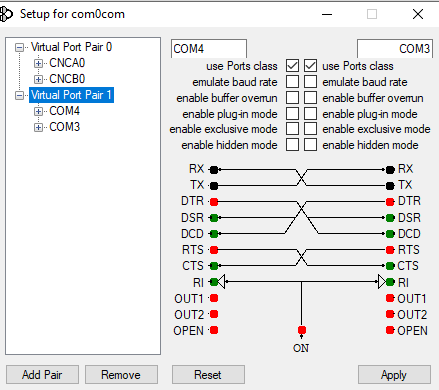 Setup for com0com
Virtual Port Pair 0
CNCA0
CNCB0
Virtual Port Pair 1
COM4
COM3
COM4 COM3
use Ports class use Ports class
emulate baud rate emulate baud rate
enable buffer overrun enable buffer overrun
enable plug-in mode enable plug-in mode
enable exclusive mode enable exclusive mode
enable hidden mode enable hidden mode
RX RX
TX TX
DTR DTR
DSR DSR
DCD DCD
RTS RTS
CTS CTS
RI RI
OUT1 OUT1
OUT2 OUT2
OPEN OPEN
ON
Add Pair Remove Reset Apply